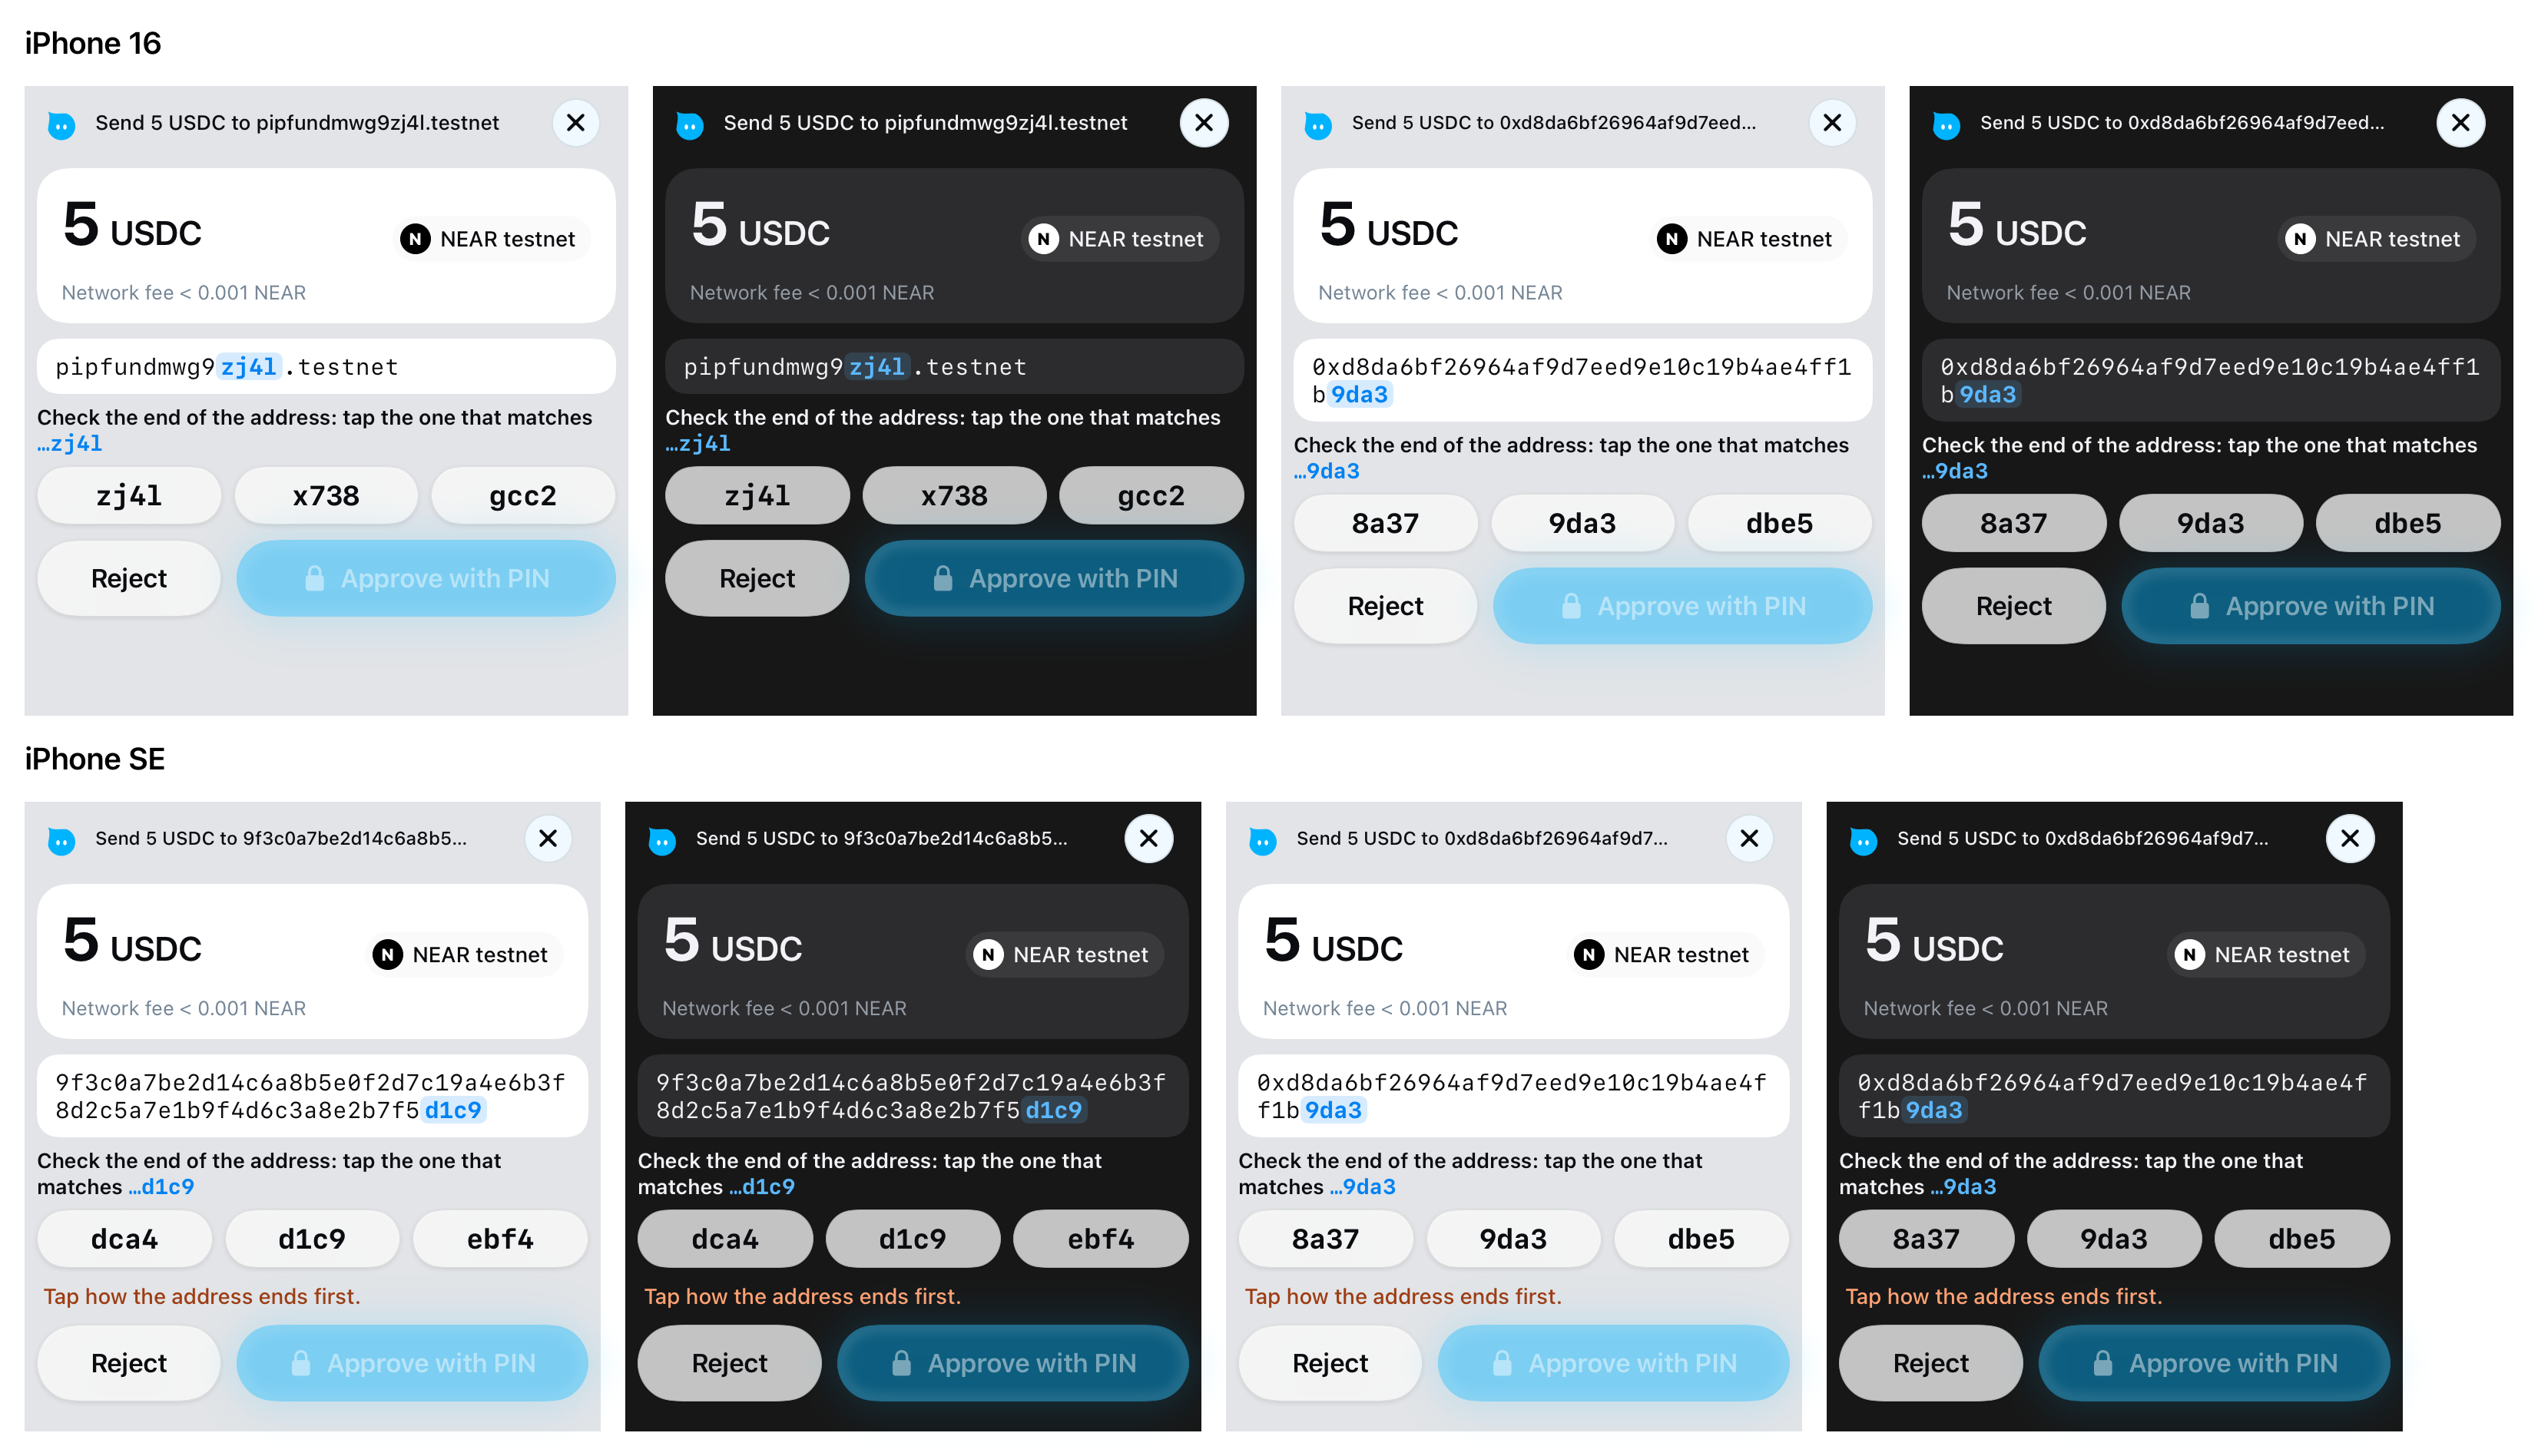 iPhone 16
Send 5 USDC to pipfundmwg9zj4l.testnet
5 USDC
N NEAR testnet
Network fee < 0.001 NEAR
pipfundmwg9zj4l.testnet
Check the end of the address: tap the one that matches
…zj4l
zj4l x738 gcc2
Reject Approve with PIN
Send 5 USDC to pipfundmwg9zj4l.testnet
5 USDC
N NEAR testnet
Network fee < 0.001 NEAR
pipfundmwg9zj4l.testnet
Check the end of the address: tap the one that matches
…zj4l
zj4l x738 gcc2
Reject Approve with PIN
Send 5 USDC to 0xd8da6bf26964af9d7eed...
5 USDC
N NEAR testnet
Network fee < 0.001 NEAR
0xd8da6bf26964af9d7eed9e10c19b4ae4ff1
b9da3
Check the end of the address: tap the one that matches
…9da3
8a37 9da3 dbe5
Reject Approve with PIN
Send 5 USDC to 0xd8da6bf26964af9d7eed...
5 USDC
N NEAR testnet
Network fee < 0.001 NEAR
0xd8da6bf26964af9d7eed9e10c19b4ae4ff1
b9da3
Check the end of the address: tap the one that matches
…9da3
8a37 9da3 dbe5
Reject Approve with PIN
iPhone SE
Send 5 USDC to 9f3c0a7be2d14c6a8b5...
5 USDC
N NEAR testnet
Network fee < 0.001 NEAR
9f3c0a7be2d14c6a8b5e0f2d7c19a4e6b3f
8d2c5a7e1b9f4d6c3a8e2b7f5d1c9
Check the end of the address: tap the one that
matches …d1c9
dca4 d1c9 ebf4
Tap how the address ends first.
Reject Approve with PIN
Send 5 USDC to 9f3c0a7be2d14c6a8b5...
5 USDC
N NEAR testnet
Network fee < 0.001 NEAR
9f3c0a7be2d14c6a8b5e0f2d7c19a4e6b3f
8d2c5a7e1b9f4d6c3a8e2b7f5d1c9
Check the end of the address: tap the one that
matches …d1c9
dca4 d1c9 ebf4
Tap how the address ends first.
Reject Approve with PIN
Send 5 USDC to 0xd8da6bf26964af9d7...
5 USDC
N NEAR testnet
Network fee < 0.001 NEAR
0xd8da6bf26964af9d7eed9e10c19b4ae4f
f1b9da3
Check the end of the address: tap the one that
matches …9da3
8a37 9da3 dbe5
Tap how the address ends first.
Reject Approve with PIN
Send 5 USDC to 0xd8da6bf26964af9d7...
5 USDC
N NEAR testnet
Network fee < 0.001 NEAR
0xd8da6bf26964af9d7eed9e10c19b4ae4f
f1b9da3
Check the end of the address: tap the one that
matches …9da3
8a37 9da3 dbe5
Tap how the address ends first.
Reject Approve with PIN